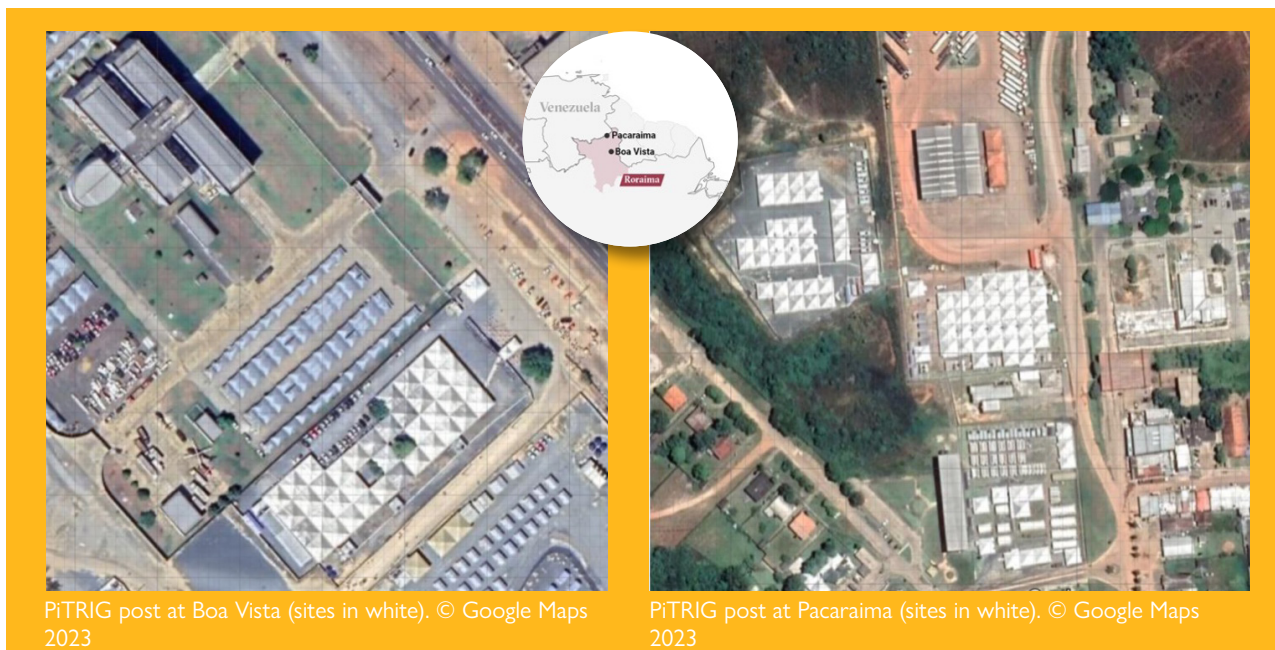 Venezuela
Pacaraima
Boa Vista
Roraima
PiTRIG post at Boa Vista (sites in white). © Google Maps
2023
PiTRIG post at Pacaraima (sites in white). © Google Maps
2023